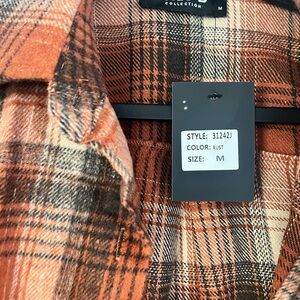 COLLECTION
M
STYLE: 31242J
COLOR: RUST
SIZE: M